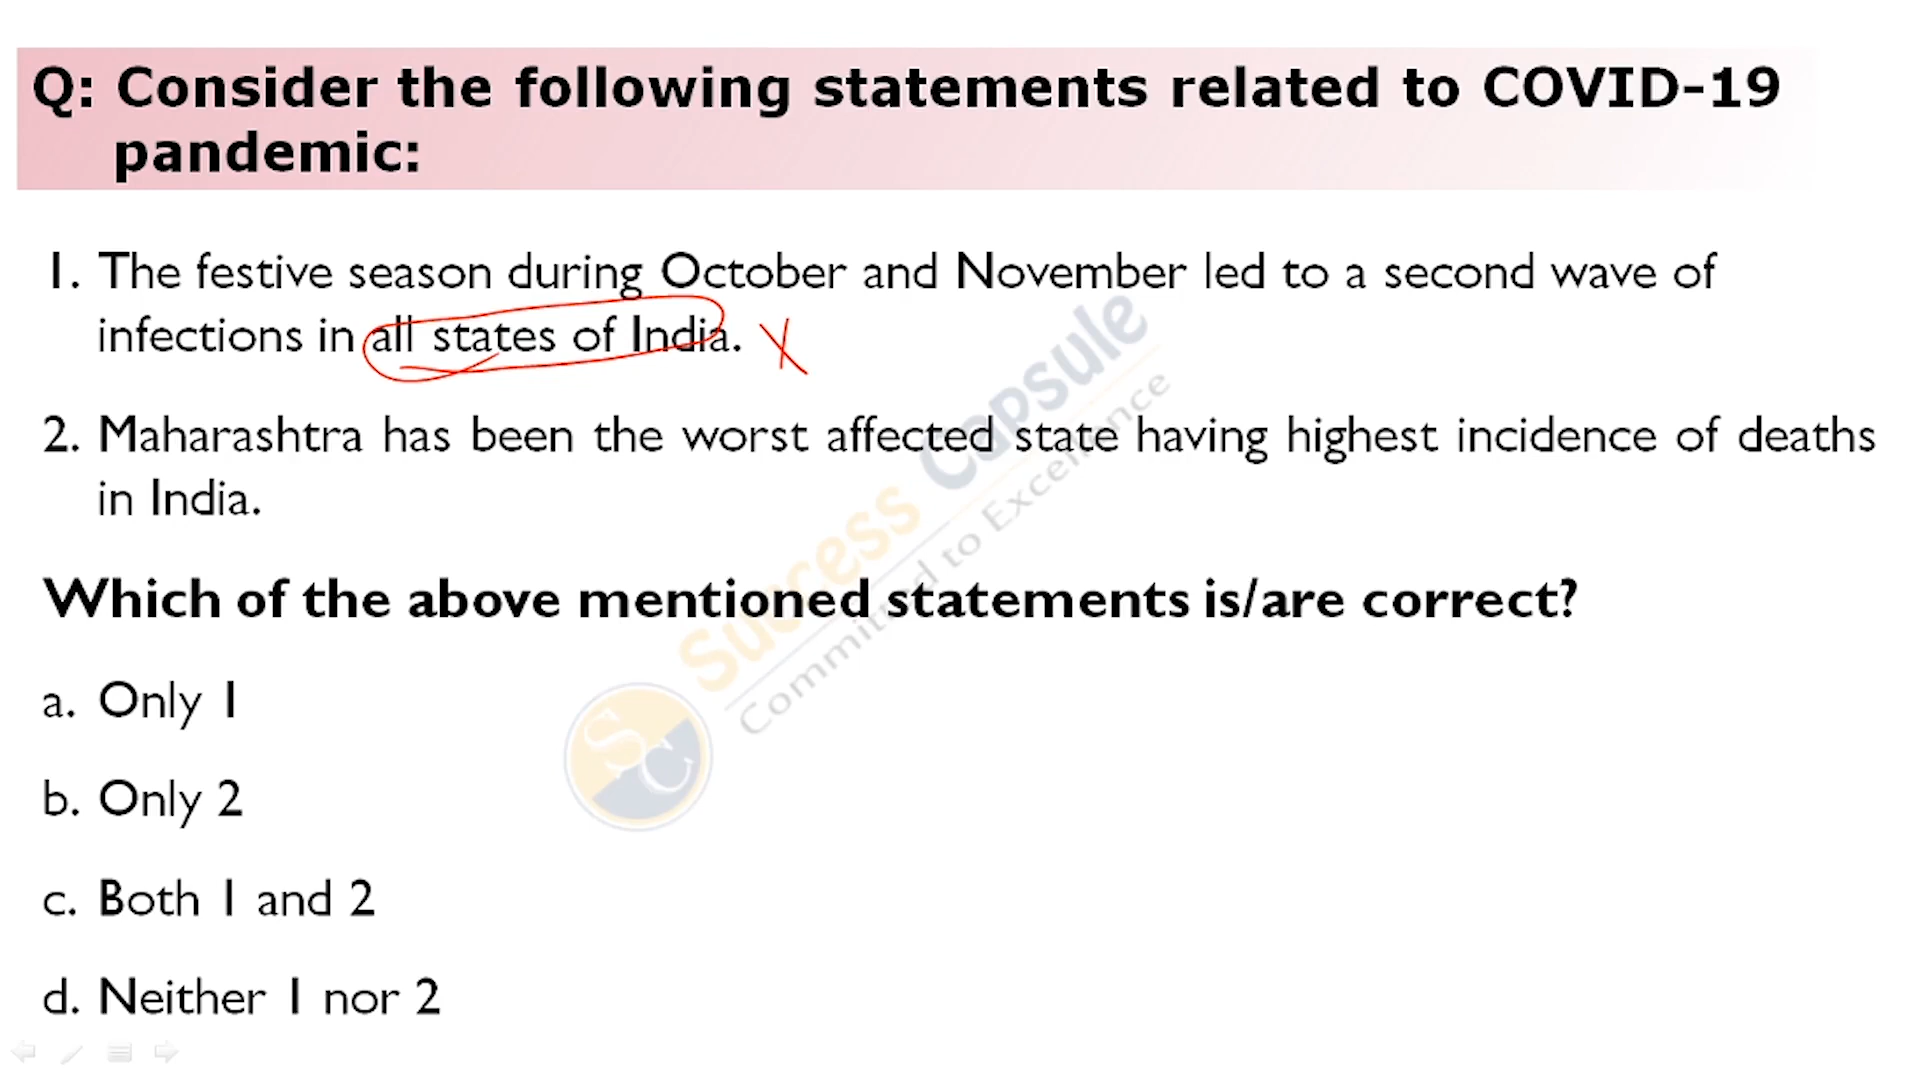 Q: Consider the following statements related to COVID-19
pandemic:
1. The festive season during October and November led to a second wave of
infections in all states of India. X
2. Maharashtra has been the worst affected state having highest incidence of deaths
in India.
Which of the above mentioned statements is/are correct?
a. Only 1
b. Only 2
c. Both 1 and 2
d. Neither 1 nor 2
Success Capsule
Committed to Excellence
SC